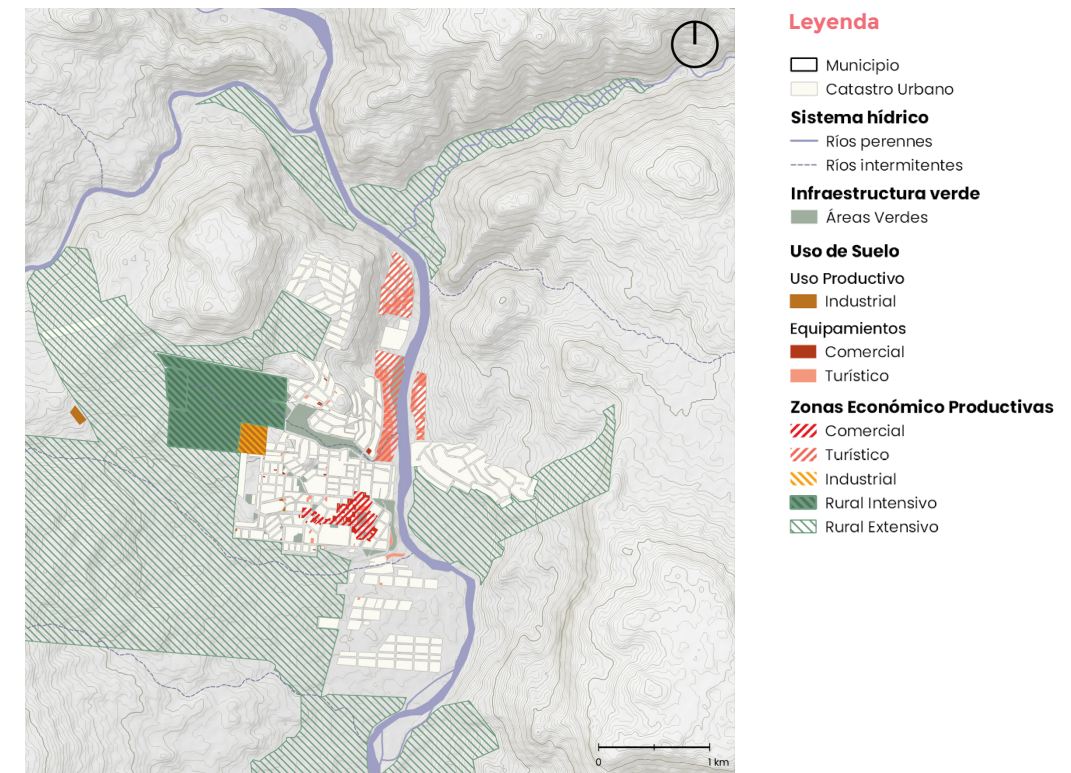 Leyenda
Municipio
Catastro Urbano
Sistema hídrico
Ríos perennes
Ríos intermitentes
Infraestructura verde
Áreas Verdes
Uso de Suelo
Uso Productivo
Industrial
Equipamientos
Comercial
Turístico
Zonas Económico Productivas
Comercial
Turístico
Industrial
Rural Intensivo
Rural Extensivo
0 1 km